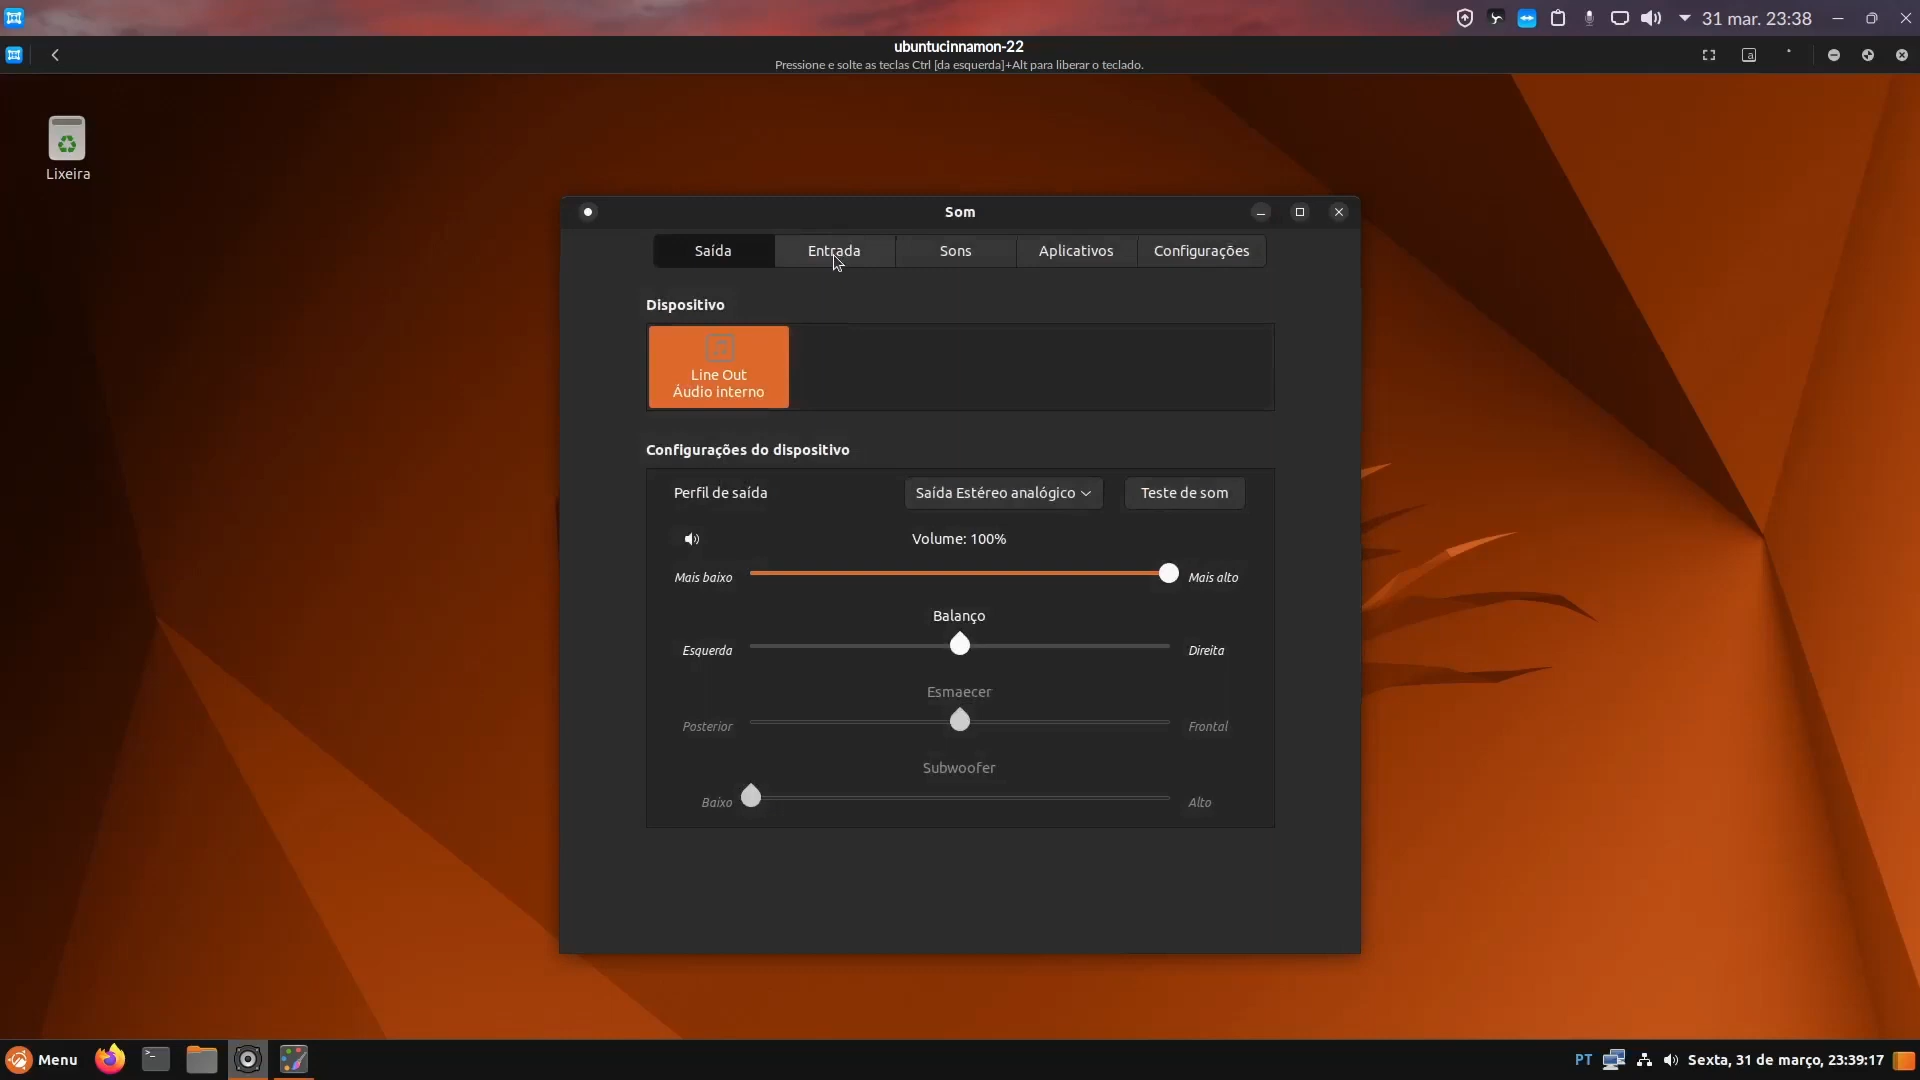 31 mar. 23:38
ubuntucinnamon-22
Pressione e solte as teclas Ctrl [da esquerda]+Alt para liberar o teclado.
Lixeira
Som
Saída
Entrada
Sons
Aplicativos
Configurações
Dispositivo
Line Out
Áudio interno
Configurações do dispositivo
Perfil de saída
Saída Estéreo analógico
Teste de som
Volume: 100%
Mais baixo
Mais alto
Balanço
Esquerda
Direita
Esmaecer
Posterior
Frontal
Subwoofer
Baixo
Alto
Menu
PT
Sexta, 31 de março, 23:39:17